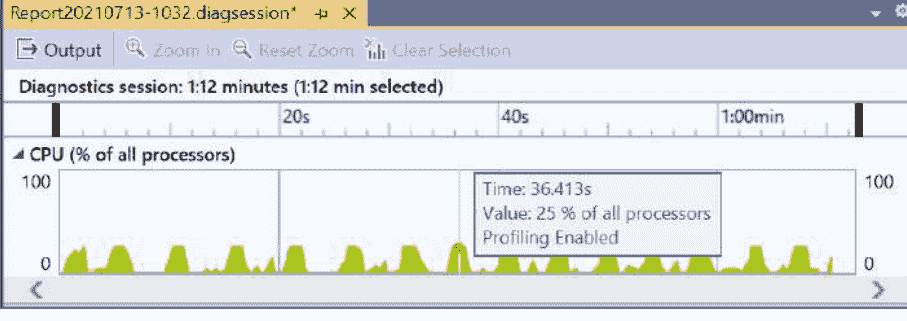 Report20210713-1032.diagsession*
Output Zoom In Reset Zoom Clear Selection
Diagnostics session: 1:12 minutes (1:12 min selected)
20s 40s 1:00min
CPU (% of all processors)
100 100
Time: 36.413s
Value: 25 % of all processors
Profiling Enabled
0 0